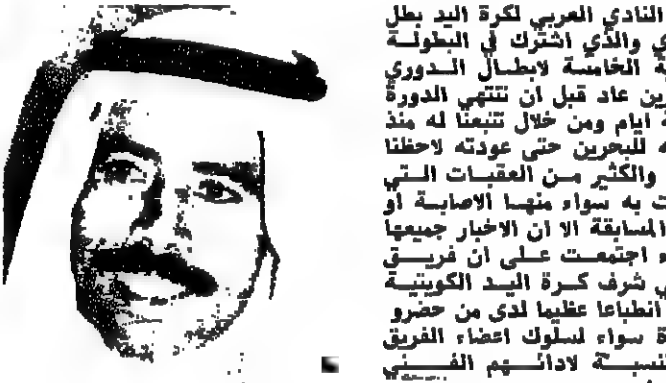 النادي العربي لكرة اليد بطل
والذي اشترك في البطولة
الخامسة لابطال الدوري
عاد قبل ان تنتهي الدورة
ايام ومن خلال تتبعنا له منذ
للبحرين حتى عودته لاحظنا
والكثير من العقبات التي
به سواء منها الاصابة او
المسابقة الا ان الاخبار جميعها
اجتمعت على ان فريق
شرف كرة اليد الكويتية
انطباعا عظيما لدى من حضرو
سواء لسلوك اعضاء الفريق
لادائهم الفني